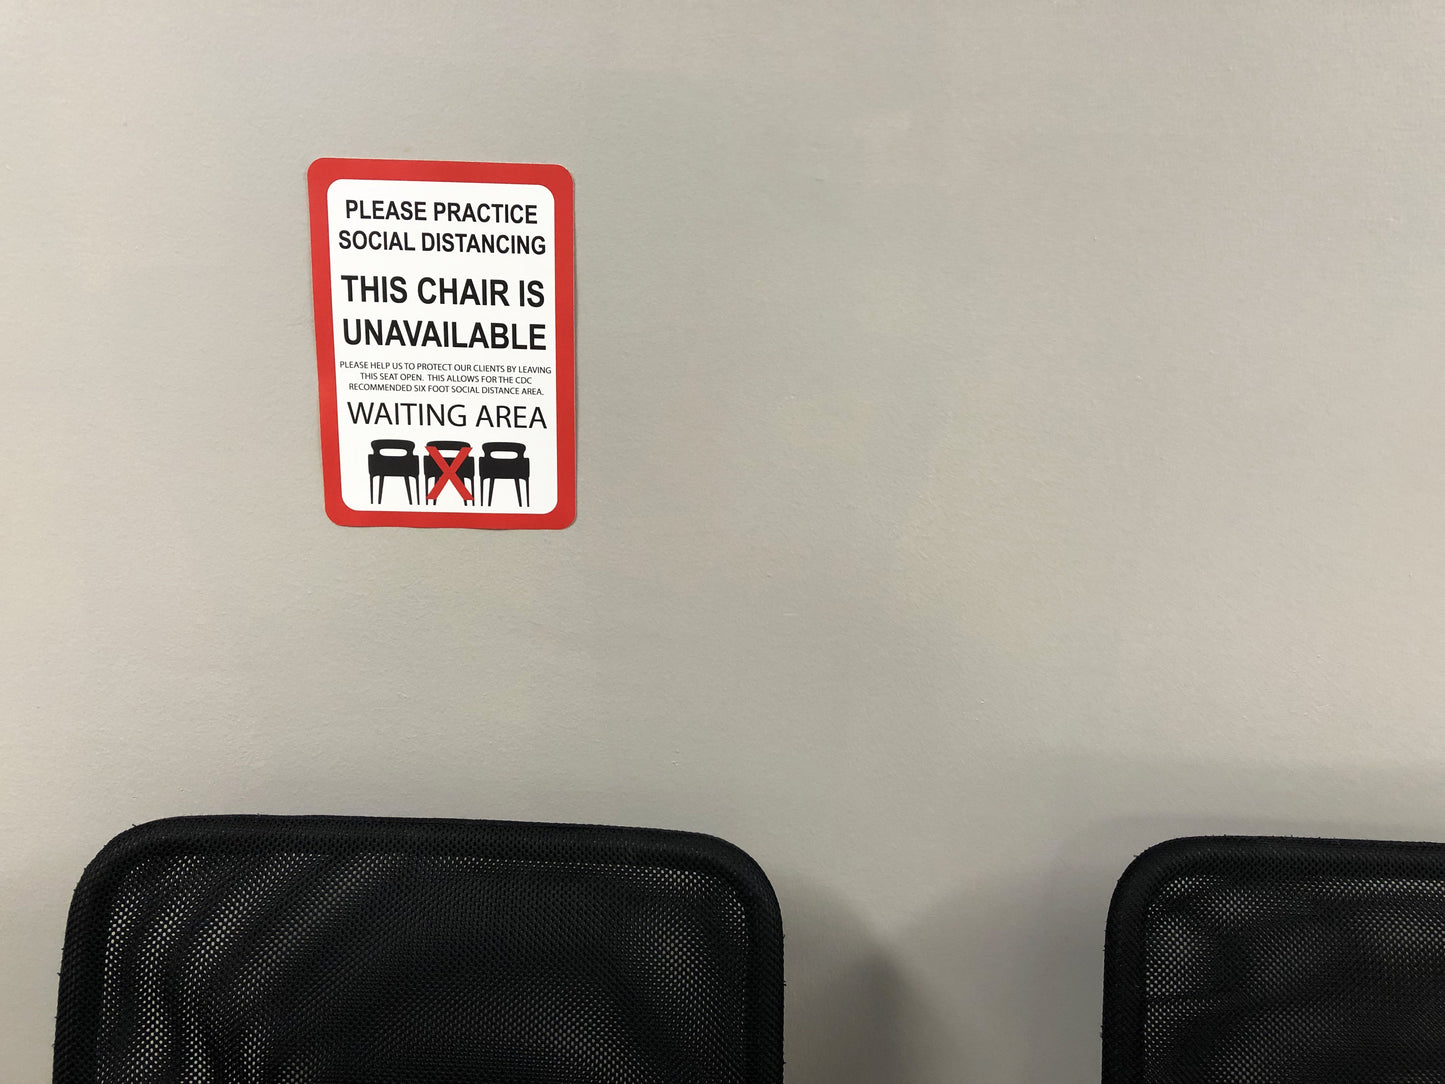 PLEASE PRACTICE
SOCIAL DISTANCING
THIS CHAIR IS
UNAVAILABLE
PLEASE HELP US TO PROTECT OUR CLIENTS BY LEAVING
THIS SEAT OPEN. THIS ALLOWS FOR THE CDC
RECOMMENDED SIX FOOT SOCIAL DISTANCE AREA.
WAITING AREA